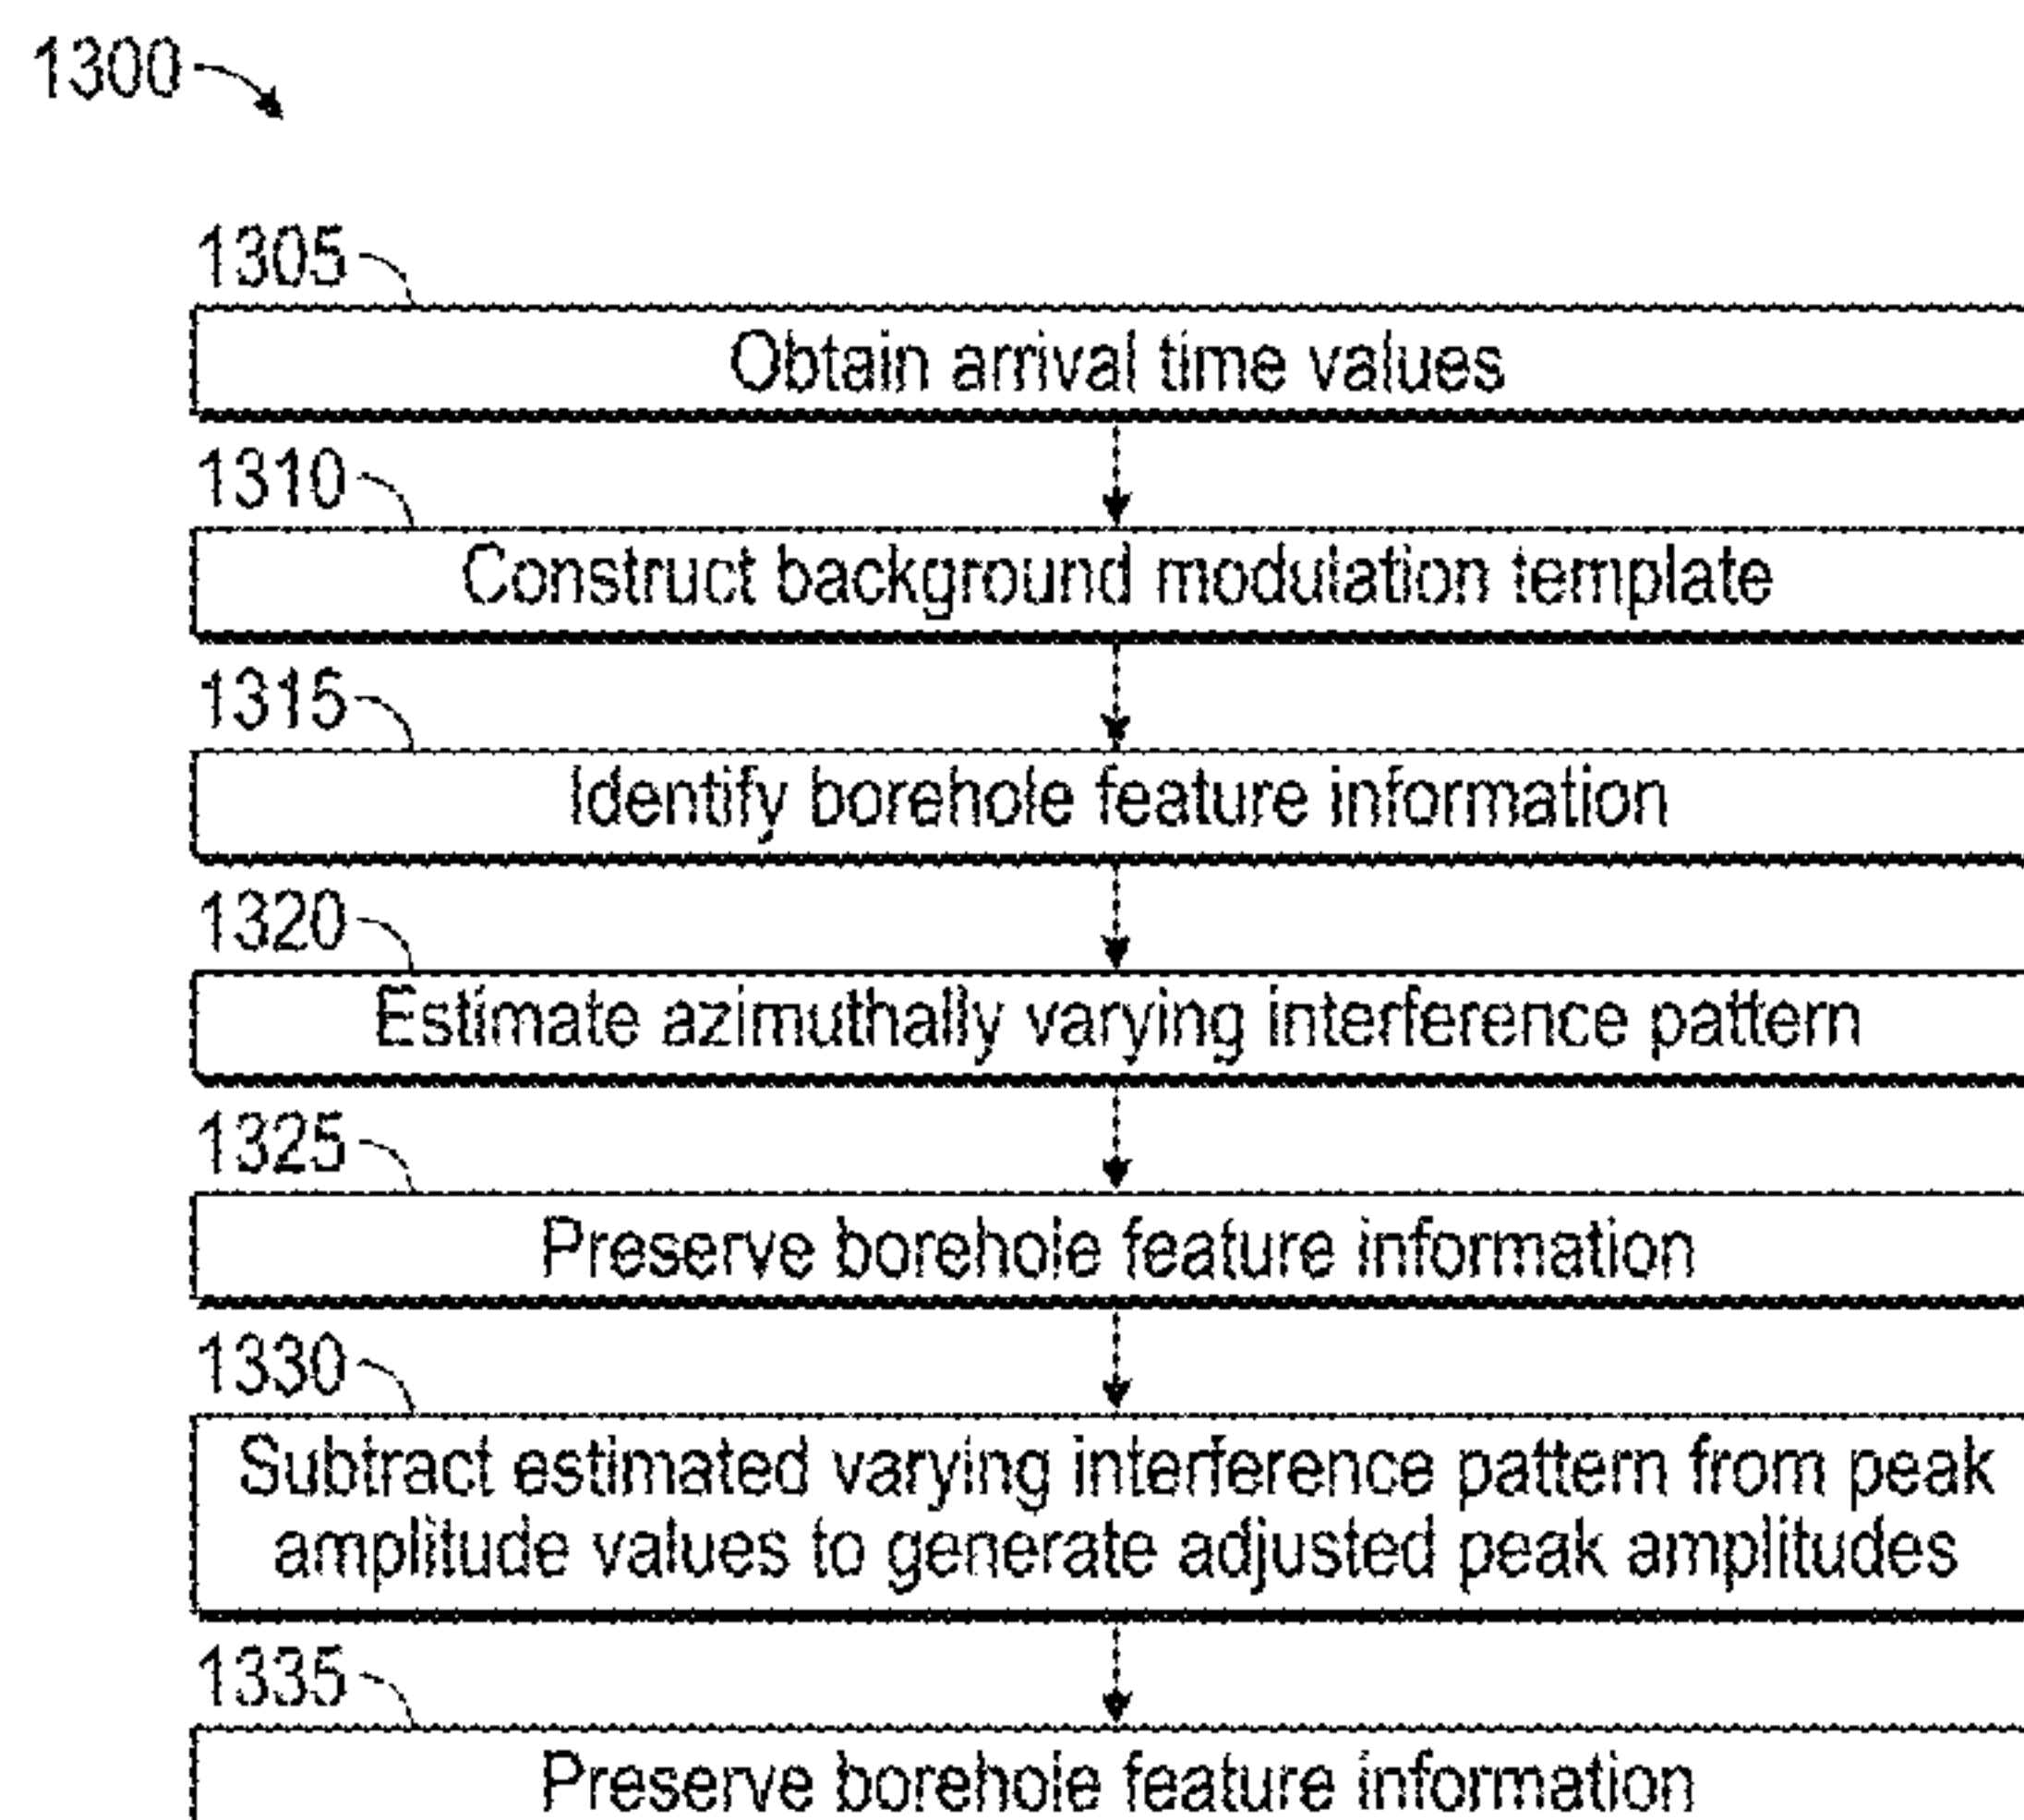 1300
1305
Obtain arrival time values
1310
Construct background modulation template
1315
Identify borehole feature information
1320
Estimate azimuthally varying interference pattern
1325
Preserve borehole feature information
1330
Subtract estimated varying interference pattern from peak
amplitude values to generate adjusted peak amplitudes
1335
Preserve borehole feature information